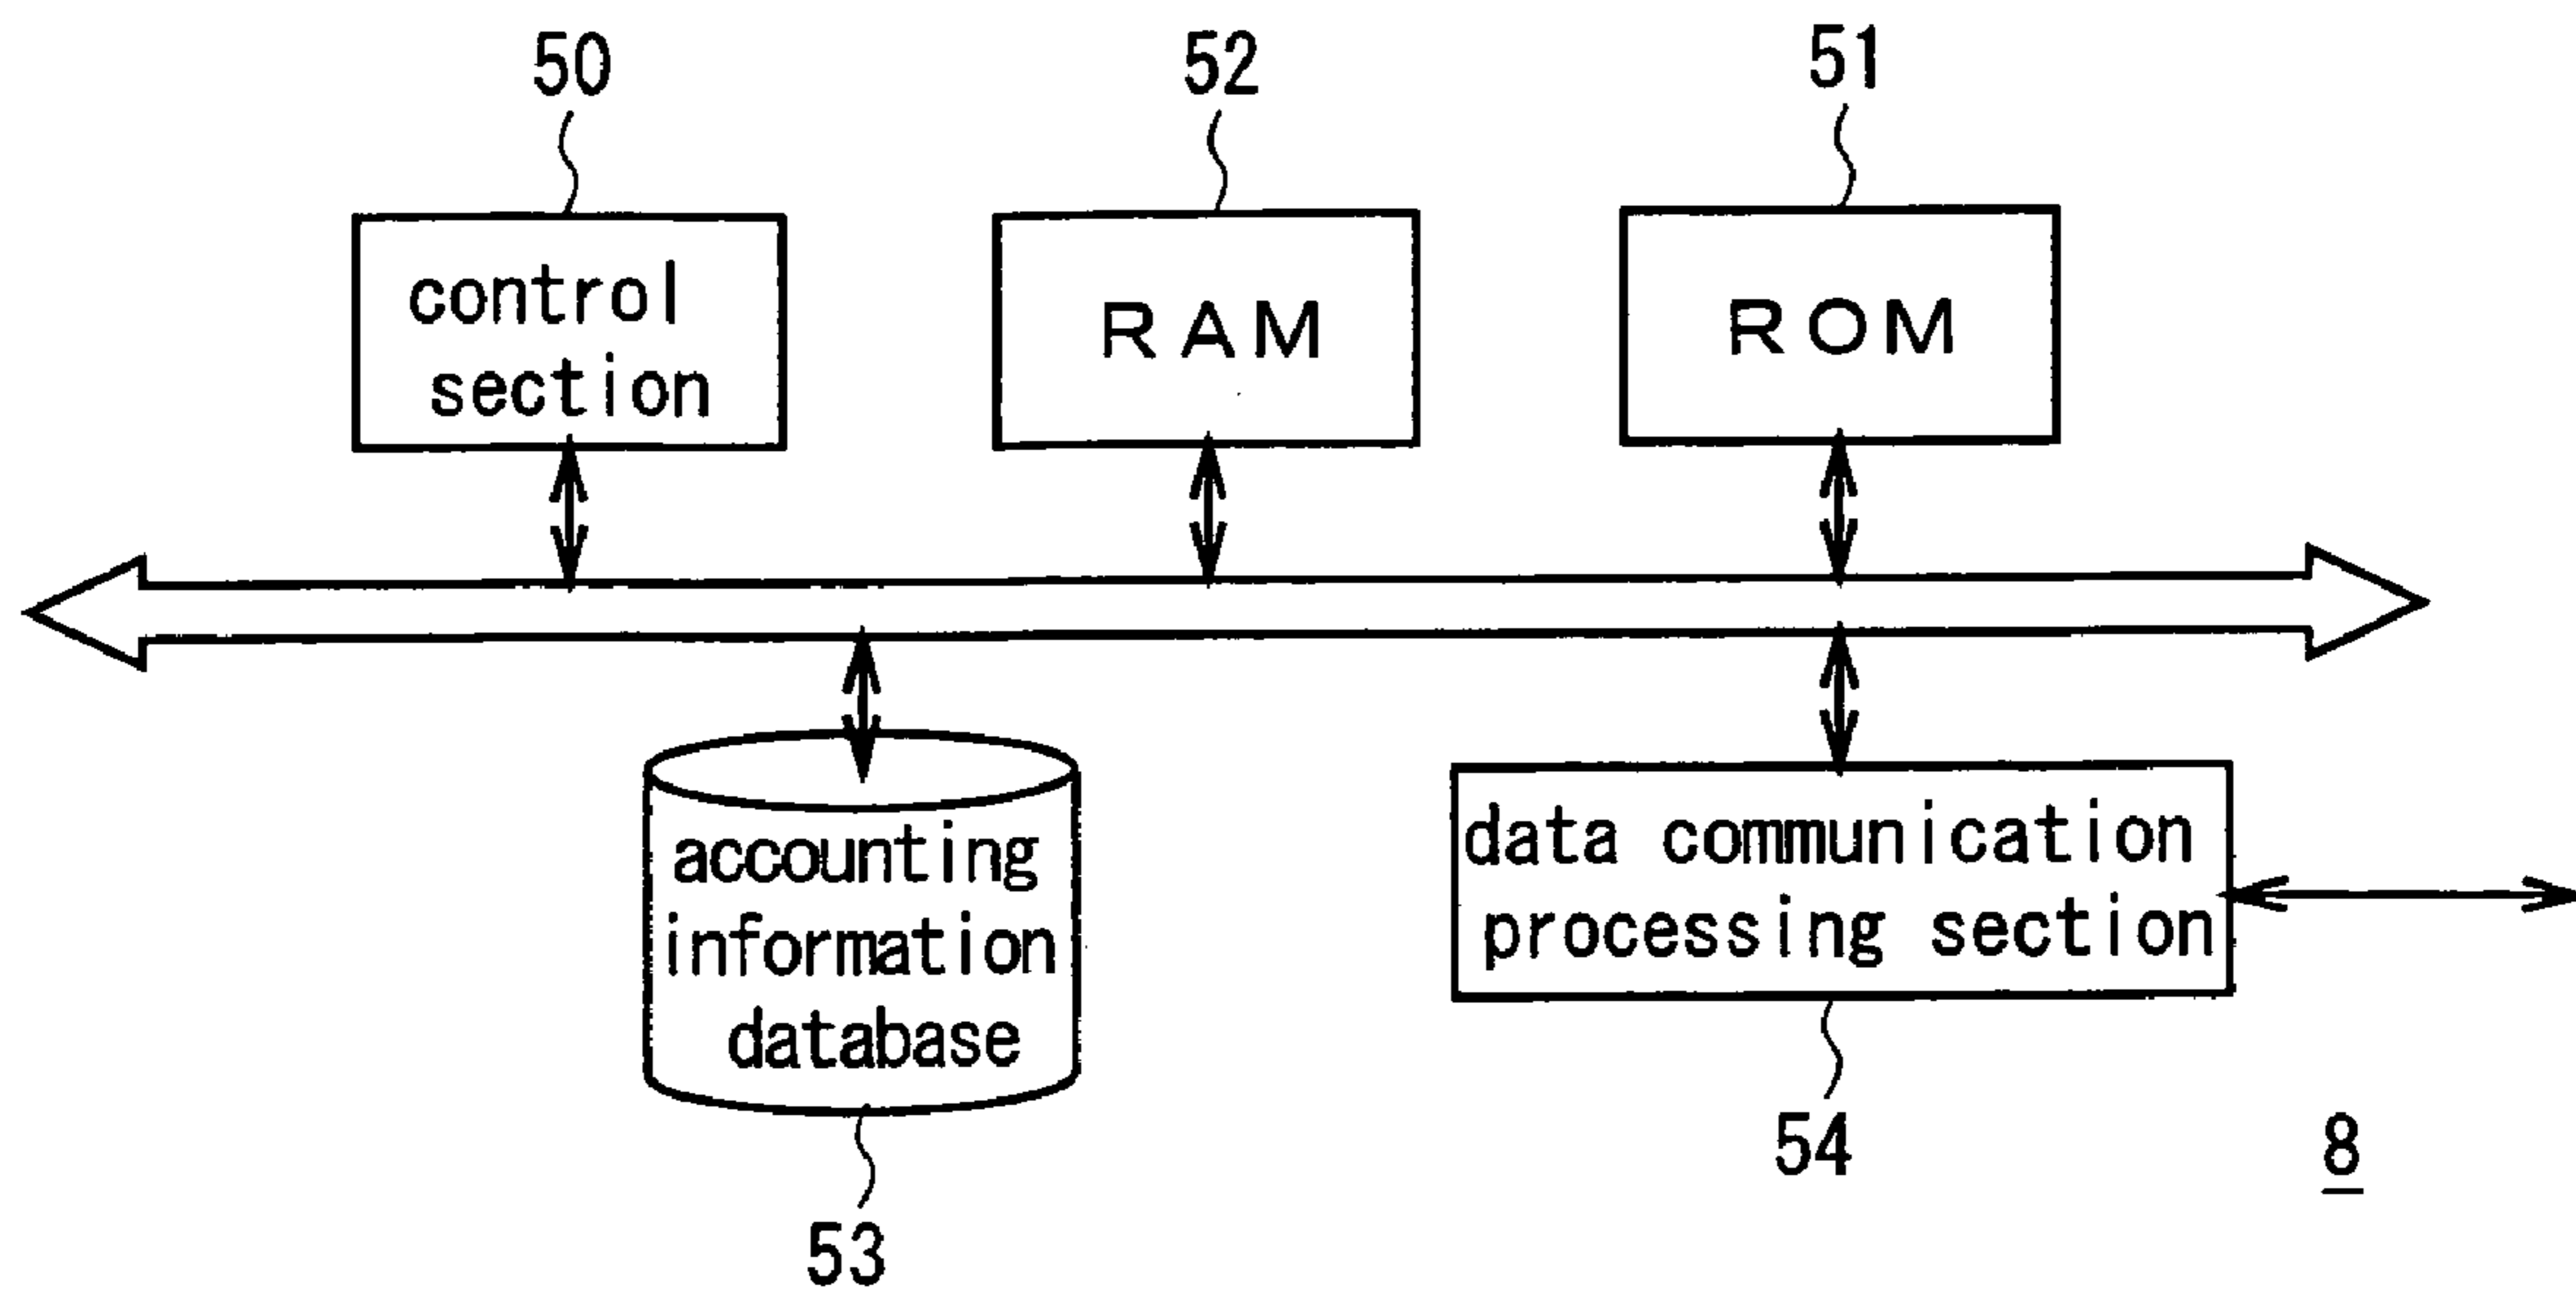 50
52
51
control
section
RAM
ROM
accounting
information
database
data communication
processing section
53
54
8